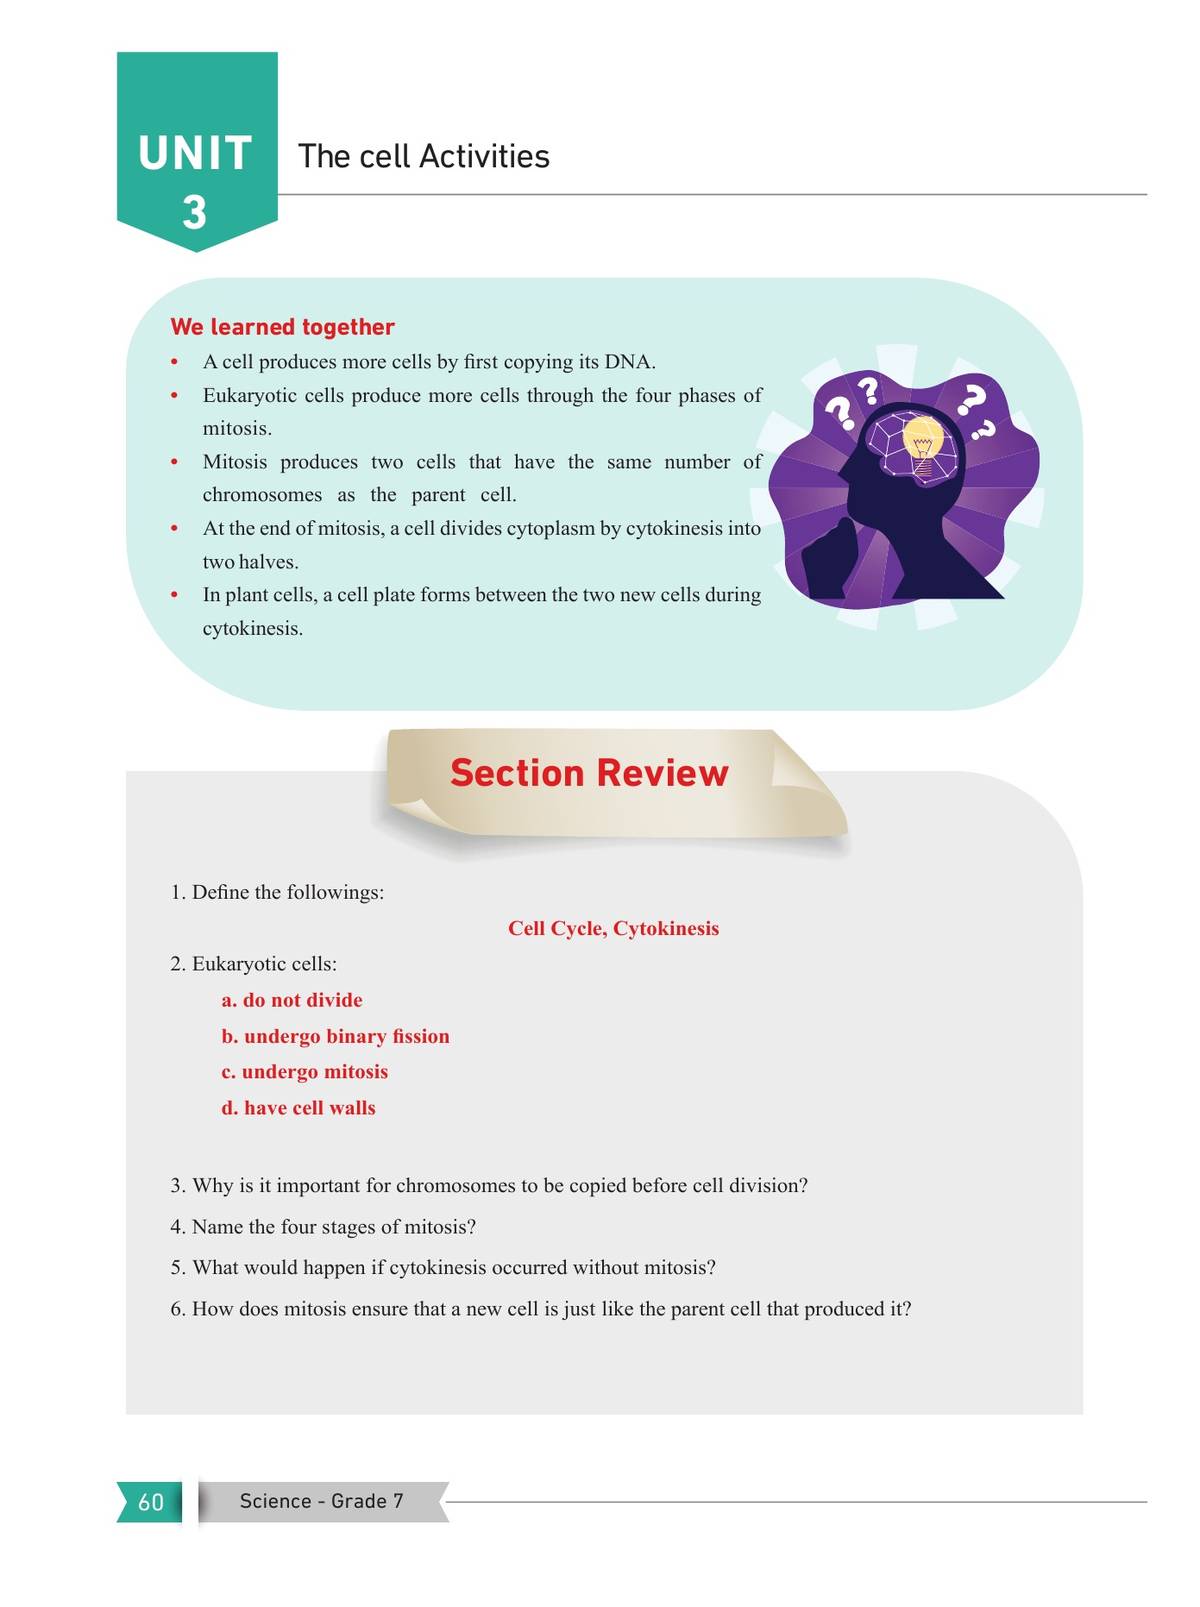 UNIT
3
The cell Activities
We learned together
• A cell produces more cells by first copying its DNA.
• Eukaryotic cells produce more cells through the four phases of
mitosis.
• Mitosis produces two cells that have the same number of
chromosomes as the parent cell.
• At the end of mitosis, a cell divides cytoplasm by cytokinesis into
two halves.
• In plant cells, a cell plate forms between the two new cells during
cytokinesis.
? ? ? ?
Section Review
1. Define the followings:
Cell Cycle, Cytokinesis
2. Eukaryotic cells:
a. do not divide
b. undergo binary fission
c. undergo mitosis
d. have cell walls
3. Why is it important for chromosomes to be copied before cell division?
4. Name the four stages of mitosis?
5. What would happen if cytokinesis occurred without mitosis?
6. How does mitosis ensure that a new cell is just like the parent cell that produced it?
60
Science - Grade 7